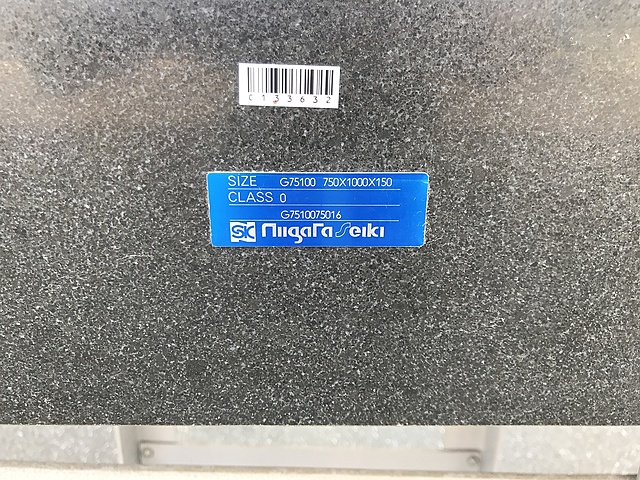 0133632
SIZE G75100 750X1000X150
CLASS 0
G7510075016
SK Niigata Seiki